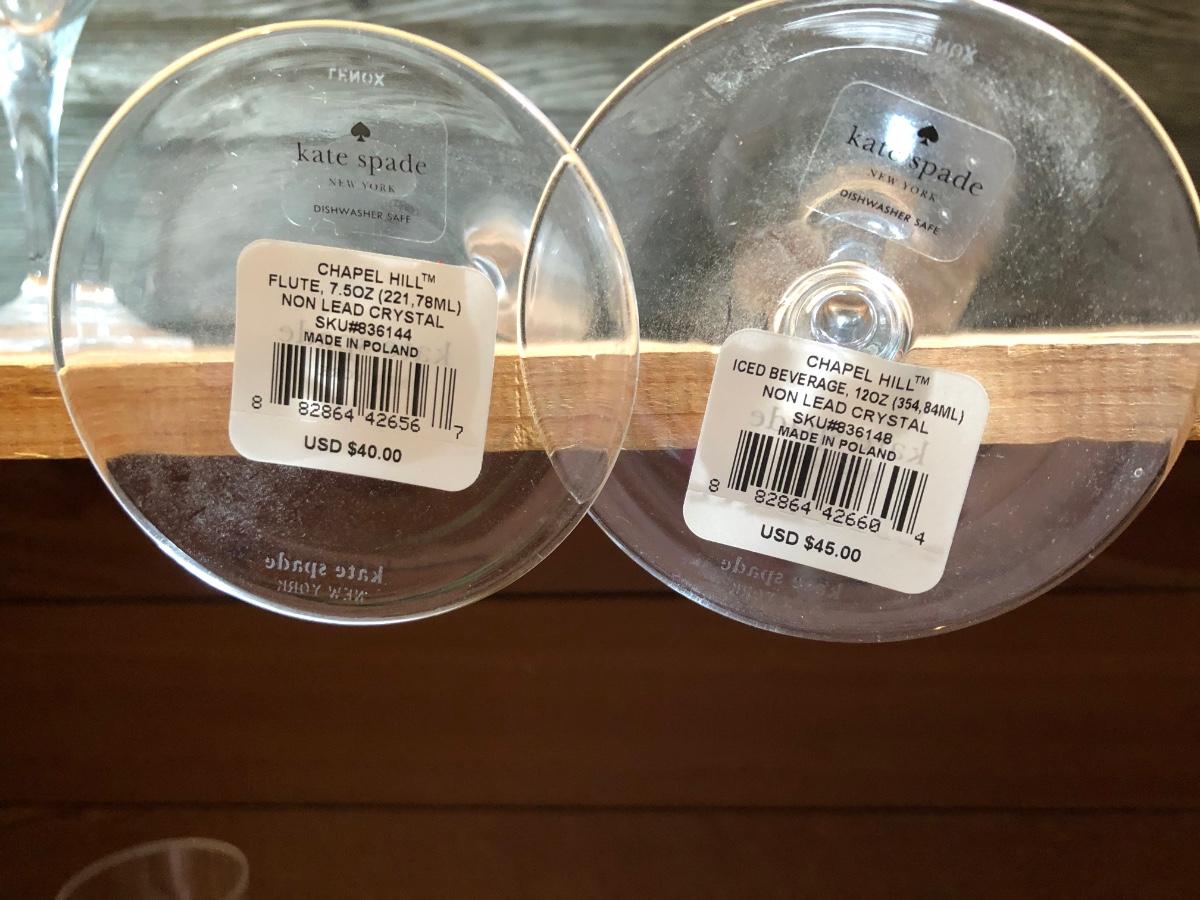 LENOX
kate spade
NEW YORK
DISHWASHER SAFE
CHAPEL HILL™
FLUTE, 7.5OZ (221,78ML)
NON LEAD CRYSTAL
SKU#836144
MADE IN POLAND
8 82864 42656 7
USD $40.00
kate spade
NEW YORK
LENOX
kate spade
NEW YORK
DISHWASHER SAFE
CHAPEL HILL™
ICED BEVERAGE, 12OZ (354,84ML)
NON LEAD CRYSTAL
SKU#836148
MADE IN POLAND
8 82864 42660 4
USD $45.00
kate spade